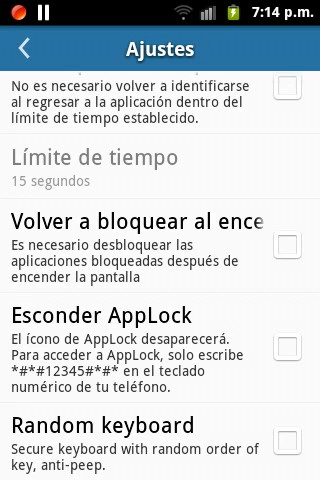 7:14 p.m.
Ajustes
No es necesario volver a identificarse
al regresar a la aplicación dentro del
límite de tiempo establecido.
Límite de tiempo
15 segundos
Volver a bloquear al ence
Es necesario desbloquear las
aplicaciones bloqueadas después de
encender la pantalla
Esconder AppLock
El ícono de AppLock desaparecerá.
Para acceder a AppLock, solo escribe
*#*#12345#*#* en el teclado
numérico de tu teléfono.
Random keyboard
Secure keyboard with random order of
key, anti-peep.